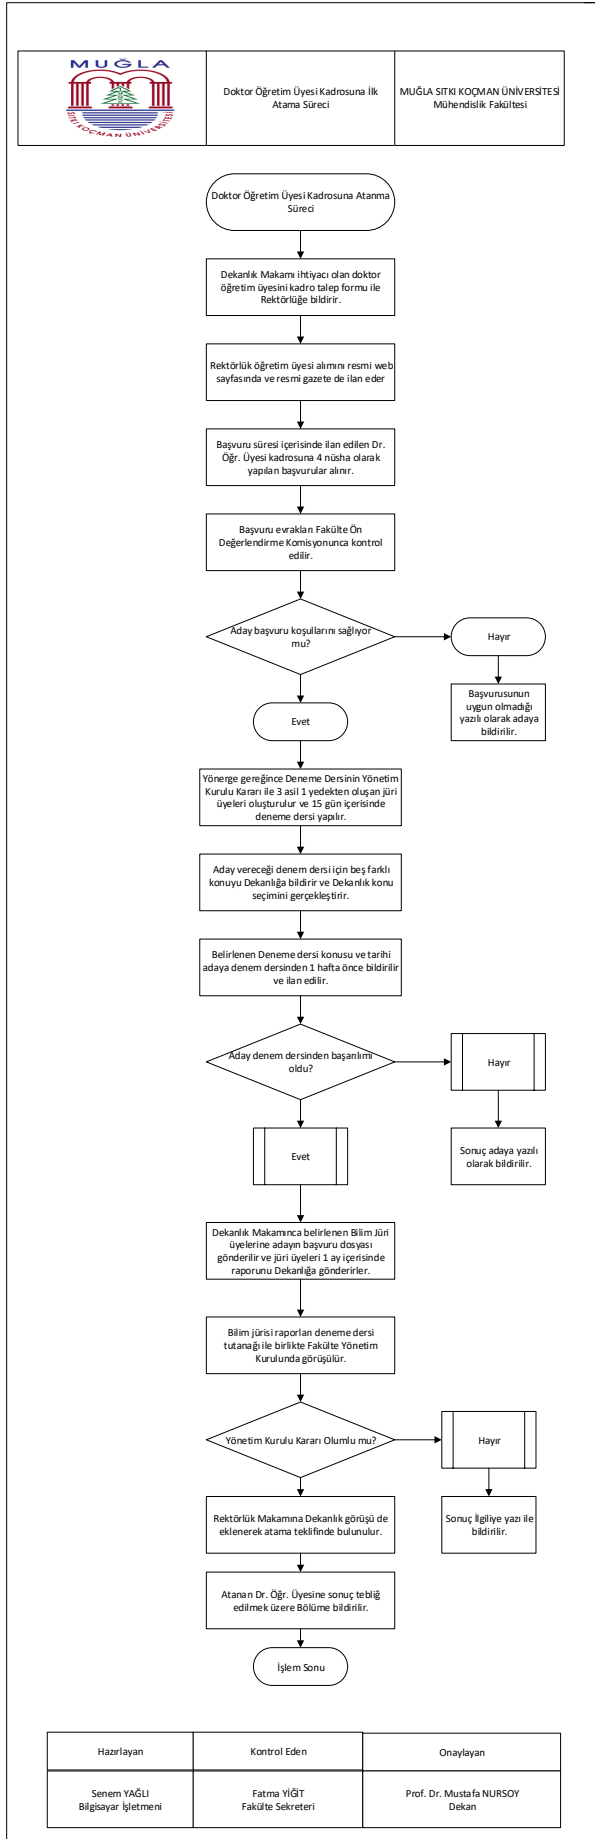 MUĞLA
SITKI KOÇMAN ÜNİVERSİTESİ
Doktor Öğretim Üyesi Kadrosuna İlk
Atama Süreci
MUĞLA SITKI KOÇMAN ÜNİVERSİTESİ
Mühendislik Fakültesi
Doktor Öğretim Üyesi Kadrosuna Atanma
Süreci
Dekanlık Makamı ihtiyacı olan doktor
öğretim üyesini kadro talep formu ile
Rektörlüğe bildirir.
Rektörlük öğretim üyesi alımını resmi web
sayfasında ve resmi gazete de ilan eder
Başvuru süresi içerisinde ilan edilen Dr.
Öğr. Üyesi kadrosuna 4 nüsha olarak
yapılan başvurular alınır.
Başvuru evrakları Fakülte Ön
Değerlendirme Komisyonunca kontrol
edilir.
Aday başvuru koşullarını sağlıyor
mu?
Hayır
Başvurusunun
uygun olmadığı
yazılı olarak adaya
bildirilir.
Evet
Yönerge gereğince Deneme Dersinin Yönetim
Kurulu Kararı ile 3 asil 1 yedekten oluşan jüri
üyeleri oluşturulur ve 15 gün içerisinde
deneme dersi yapılır.
Aday vereceği denem dersi için beş farklı
konuyu Dekanlığa bildirir ve Dekanlık konu
seçimini gerçekleştirir.
Belirlenen Deneme dersi konusu ve tarihi
adaya denem dersinden 1 hafta önce bildirilir
ve ilan edilir.
Aday denem dersinden başarılımı
oldu?
Hayır
Sonuç adaya yazılı
olarak bildirilir.
Evet
Dekanlık Makamınca belirlenen Bilim Jüri
üyelerine adayın başvuru dosyası
gönderilir ve jüri üyeleri 1 ay içerisinde
raporunu Dekanlığa gönderirler.
Bilim jürisi raporları deneme dersi
tutanağı ile birlikte Fakülte Yönetim
Kurulunda görüşülür.
Yönetim Kurulu Kararı Olumlu mu?
Hayır
Sonuç İlgiliye yazı ile
bildirilir.
Rektörlük Makamına Dekanlık görüşü de
eklenerek atama teklifinde bulunulur.
Atanan Dr. Öğr. Üyesine sonuç tebliğ
edilmek üzere Bölüme bildirilir.
İşlem Sonu
Hazırlayan
Kontrol Eden
Onaylayan
Senem YAĞLI
Bilgisayar İşletmeni
Fatma YİĞİT
Fakülte Sekreteri
Prof. Dr. Mustafa NURSOY
Dekan